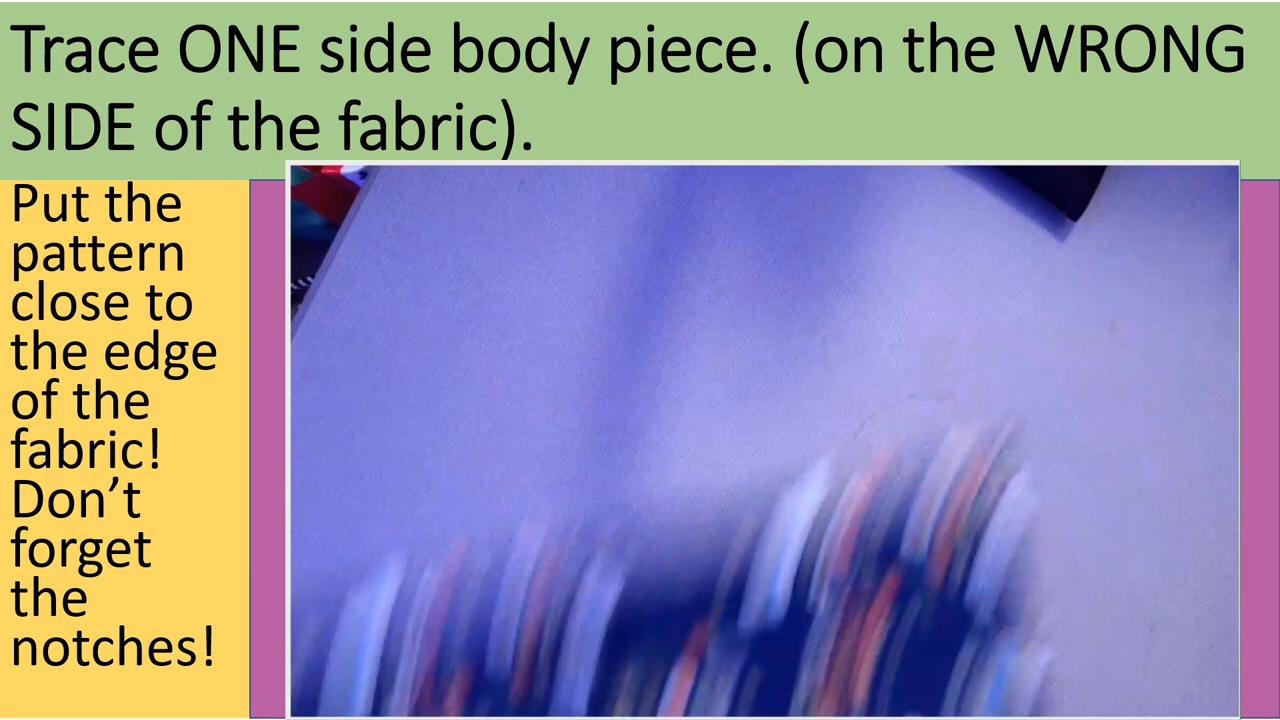 Trace ONE side body piece. (on the WRONG
SIDE of the fabric).
Put the
pattern
close to
the edge
of the
fabric!
Don’t
forget
the
notches!